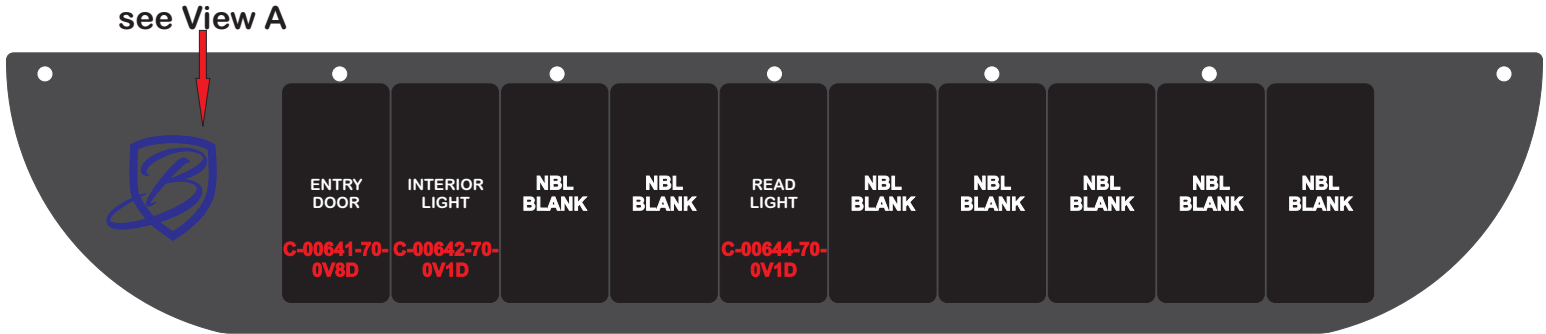 see View A
ENTRY
DOOR
C-00641-70-
0V8D
INTERIOR
LIGHT
C-00642-70-
0V1D
NBL
BLANK
NBL
BLANK
READ
LIGHT
C-00644-70-
0V1D
NBL
BLANK
NBL
BLANK
NBL
BLANK
NBL
BLANK
NBL
BLANK
B